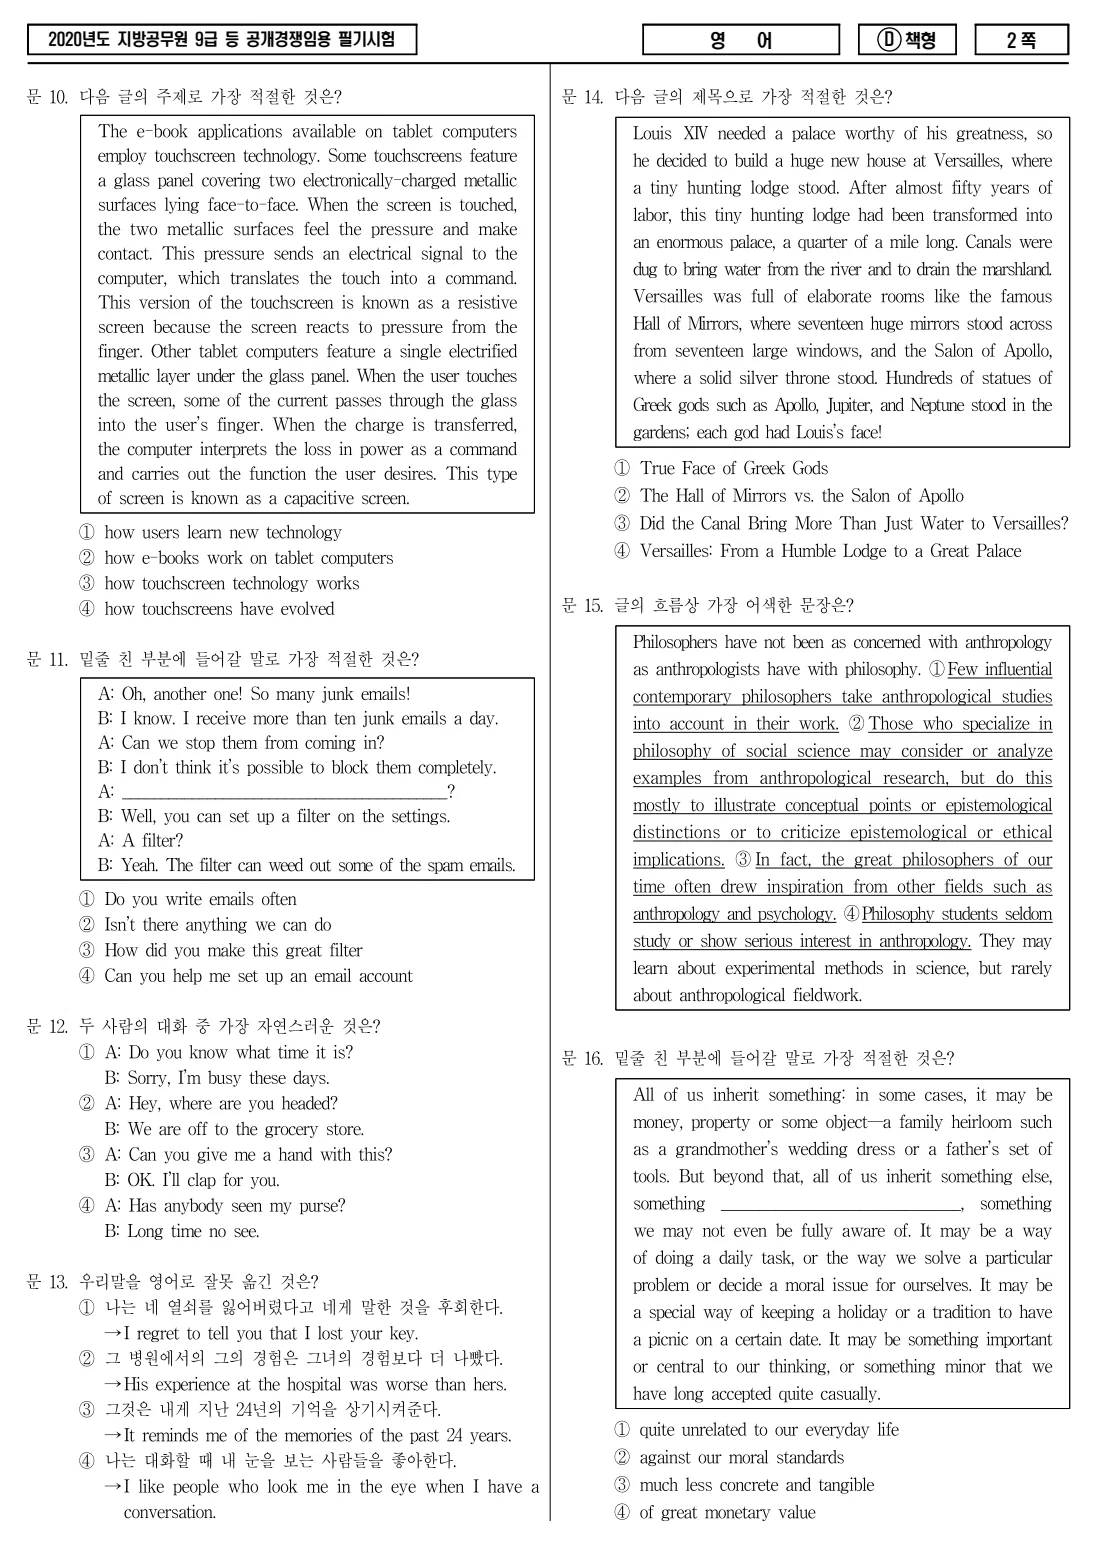 2020년도 지방공무원 9급 등 공개경쟁임용 필기시험
영 어
Ⓓ 책형
2 쪽
문 10. 다음 글의 주제로 가장 적절한 것은?
The e-book applications available on tablet computers
employ touchscreen technology. Some touchscreens feature
a glass panel covering two electronically-charged metallic
surfaces lying face-to-face. When the screen is touched,
the two metallic surfaces feel the pressure and make
contact. This pressure sends an electrical signal to the
computer, which translates the touch into a command.
This version of the touchscreen is known as a resistive
screen because the screen reacts to pressure from the
finger. Other tablet computers feature a single electrified
metallic layer under the glass panel. When the user touches
the screen, some of the current passes through the glass
into the user's finger. When the charge is transferred,
the computer interprets the loss in power as a command
and carries out the function the user desires. This type
of screen is known as a capacitive screen.
① how users learn new technology
② how e-books work on tablet computers
③ how touchscreen technology works
④ how touchscreens have evolved
문 11. 밑줄 친 부분에 들어갈 말로 가장 적절한 것은?
A: Oh, another one! So many junk emails!
B: I know. I receive more than ten junk emails a day.
A: Can we stop them from coming in?
B: I don't think it's possible to block them completely.
A: ______________________________________?
B: Well, you can set up a filter on the settings.
A: A filter?
B: Yeah. The filter can weed out some of the spam emails.
① Do you write emails often
② Isn't there anything we can do
③ How did you make this great filter
④ Can you help me set up an email account
문 12. 두 사람의 대화 중 가장 자연스러운 것은?
① A: Do you know what time it is?
B: Sorry, I'm busy these days.
② A: Hey, where are you headed?
B: We are off to the grocery store.
③ A: Can you give me a hand with this?
B: OK. I'll clap for you.
④ A: Has anybody seen my purse?
B: Long time no see.
문 13. 우리말을 영어로 잘못 옮긴 것은?
① 나는 네 열쇠를 잃어버렸다고 네게 말한 것을 후회한다.
→I regret to tell you that I lost your key.
② 그 병원에서의 그의 경험은 그녀의 경험보다 더 나빴다.
→His experience at the hospital was worse than hers.
③ 그것은 내게 지난 24년의 기억을 상기시켜준다.
→It reminds me of the memories of the past 24 years.
④ 나는 대화할 때 내 눈을 보는 사람들을 좋아한다.
→I like people who look me in the eye when I have a
conversation.
문 14. 다음 글의 제목으로 가장 적절한 것은?
Louis XIV needed a palace worthy of his greatness, so
he decided to build a huge new house at Versailles, where
a tiny hunting lodge stood. After almost fifty years of
labor, this tiny hunting lodge had been transformed into
an enormous palace, a quarter of a mile long. Canals were
dug to bring water from the river and to drain the marshland.
Versailles was full of elaborate rooms like the famous
Hall of Mirrors, where seventeen huge mirrors stood across
from seventeen large windows, and the Salon of Apollo,
where a solid silver throne stood. Hundreds of statues of
Greek gods such as Apollo, Jupiter, and Neptune stood in the
gardens; each god had Louis's face!
① True Face of Greek Gods
② The Hall of Mirrors vs. the Salon of Apollo
③ Did the Canal Bring More Than Just Water to Versailles?
④ Versailles: From a Humble Lodge to a Great Palace
문 15. 글의 흐름상 가장 어색한 문장은?
Philosophers have not been as concerned with anthropology
as anthropologists have with philosophy. ①Few influential
contemporary philosophers take anthropological studies
into account in their work. ②Those who specialize in
philosophy of social science may consider or analyze
examples from anthropological research, but do this
mostly to illustrate conceptual points or epistemological
distinctions or to criticize epistemological or ethical
implications. ③In fact, the great philosophers of our
time often drew inspiration from other fields such as
anthropology and psychology. ④Philosophy students seldom
study or show serious interest in anthropology. They may
learn about experimental methods in science, but rarely
about anthropological fieldwork.
문 16. 밑줄 친 부분에 들어갈 말로 가장 적절한 것은?
All of us inherit something: in some cases, it may be
money, property or some object—a family heirloom such
as a grandmother's wedding dress or a father's set of
tools. But beyond that, all of us inherit something else,
something ____________________________, something
we may not even be fully aware of. It may be a way
of doing a daily task, or the way we solve a particular
problem or decide a moral issue for ourselves. It may be
a special way of keeping a holiday or a tradition to have
a picnic on a certain date. It may be something important
or central to our thinking, or something minor that we
have long accepted quite casually.
① quite unrelated to our everyday life
② against our moral standards
③ much less concrete and tangible
④ of great monetary value